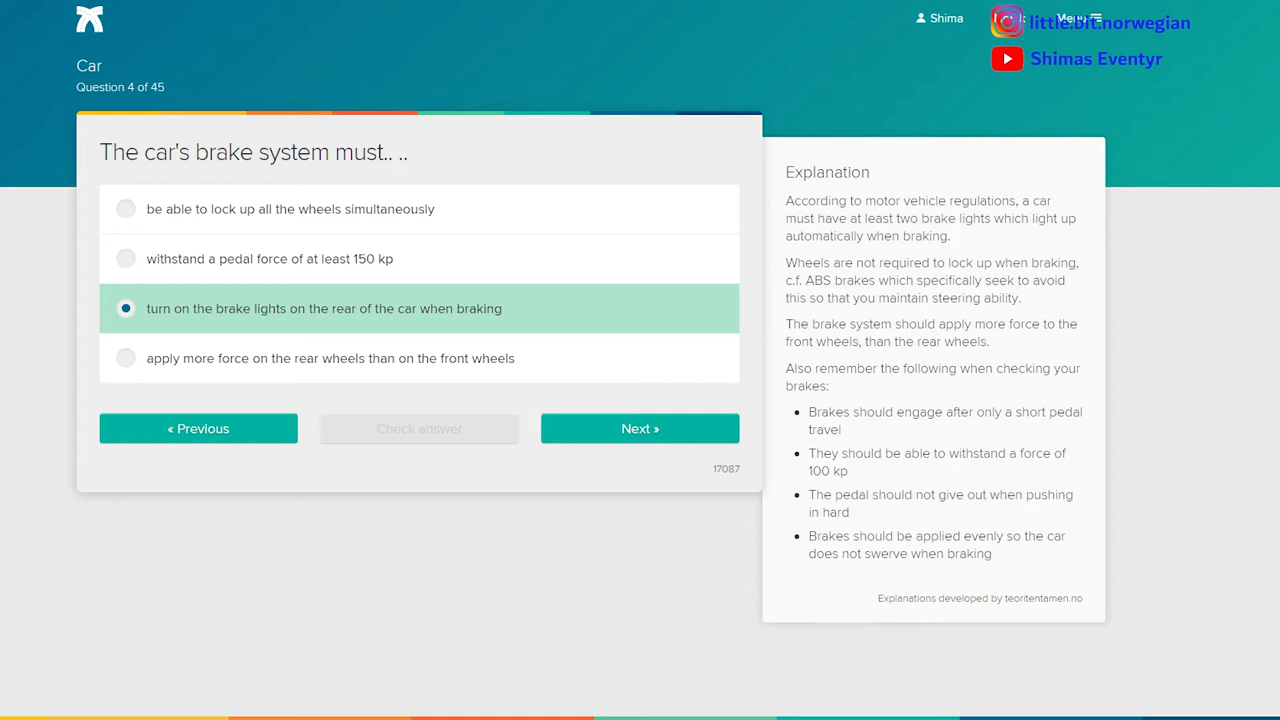 Shima
Menu
little.bit.norwegian
Shimas Eventyr
Car
Question 4 of 45
The car's brake system must.. ..
be able to lock up all the wheels simultaneously
withstand a pedal force of at least 150 kp
turn on the brake lights on the rear of the car when braking
apply more force on the rear wheels than on the front wheels
« Previous
Check answer
Next »
17087
Explanation
According to motor vehicle regulations, a car
must have at least two brake lights which light up
automatically when braking.
Wheels are not required to lock up when braking,
c.f. ABS brakes which specifically seek to avoid
this so that you maintain steering ability.
The brake system should apply more force to the
front wheels, than the rear wheels.
Also remember the following when checking your
brakes:
• Brakes should engage after only a short pedal
travel
• They should be able to withstand a force of
100 kp
• The pedal should not give out when pushing
in hard
• Brakes should be applied evenly so the car
does not swerve when braking
Explanations developed by teoritentamen.no